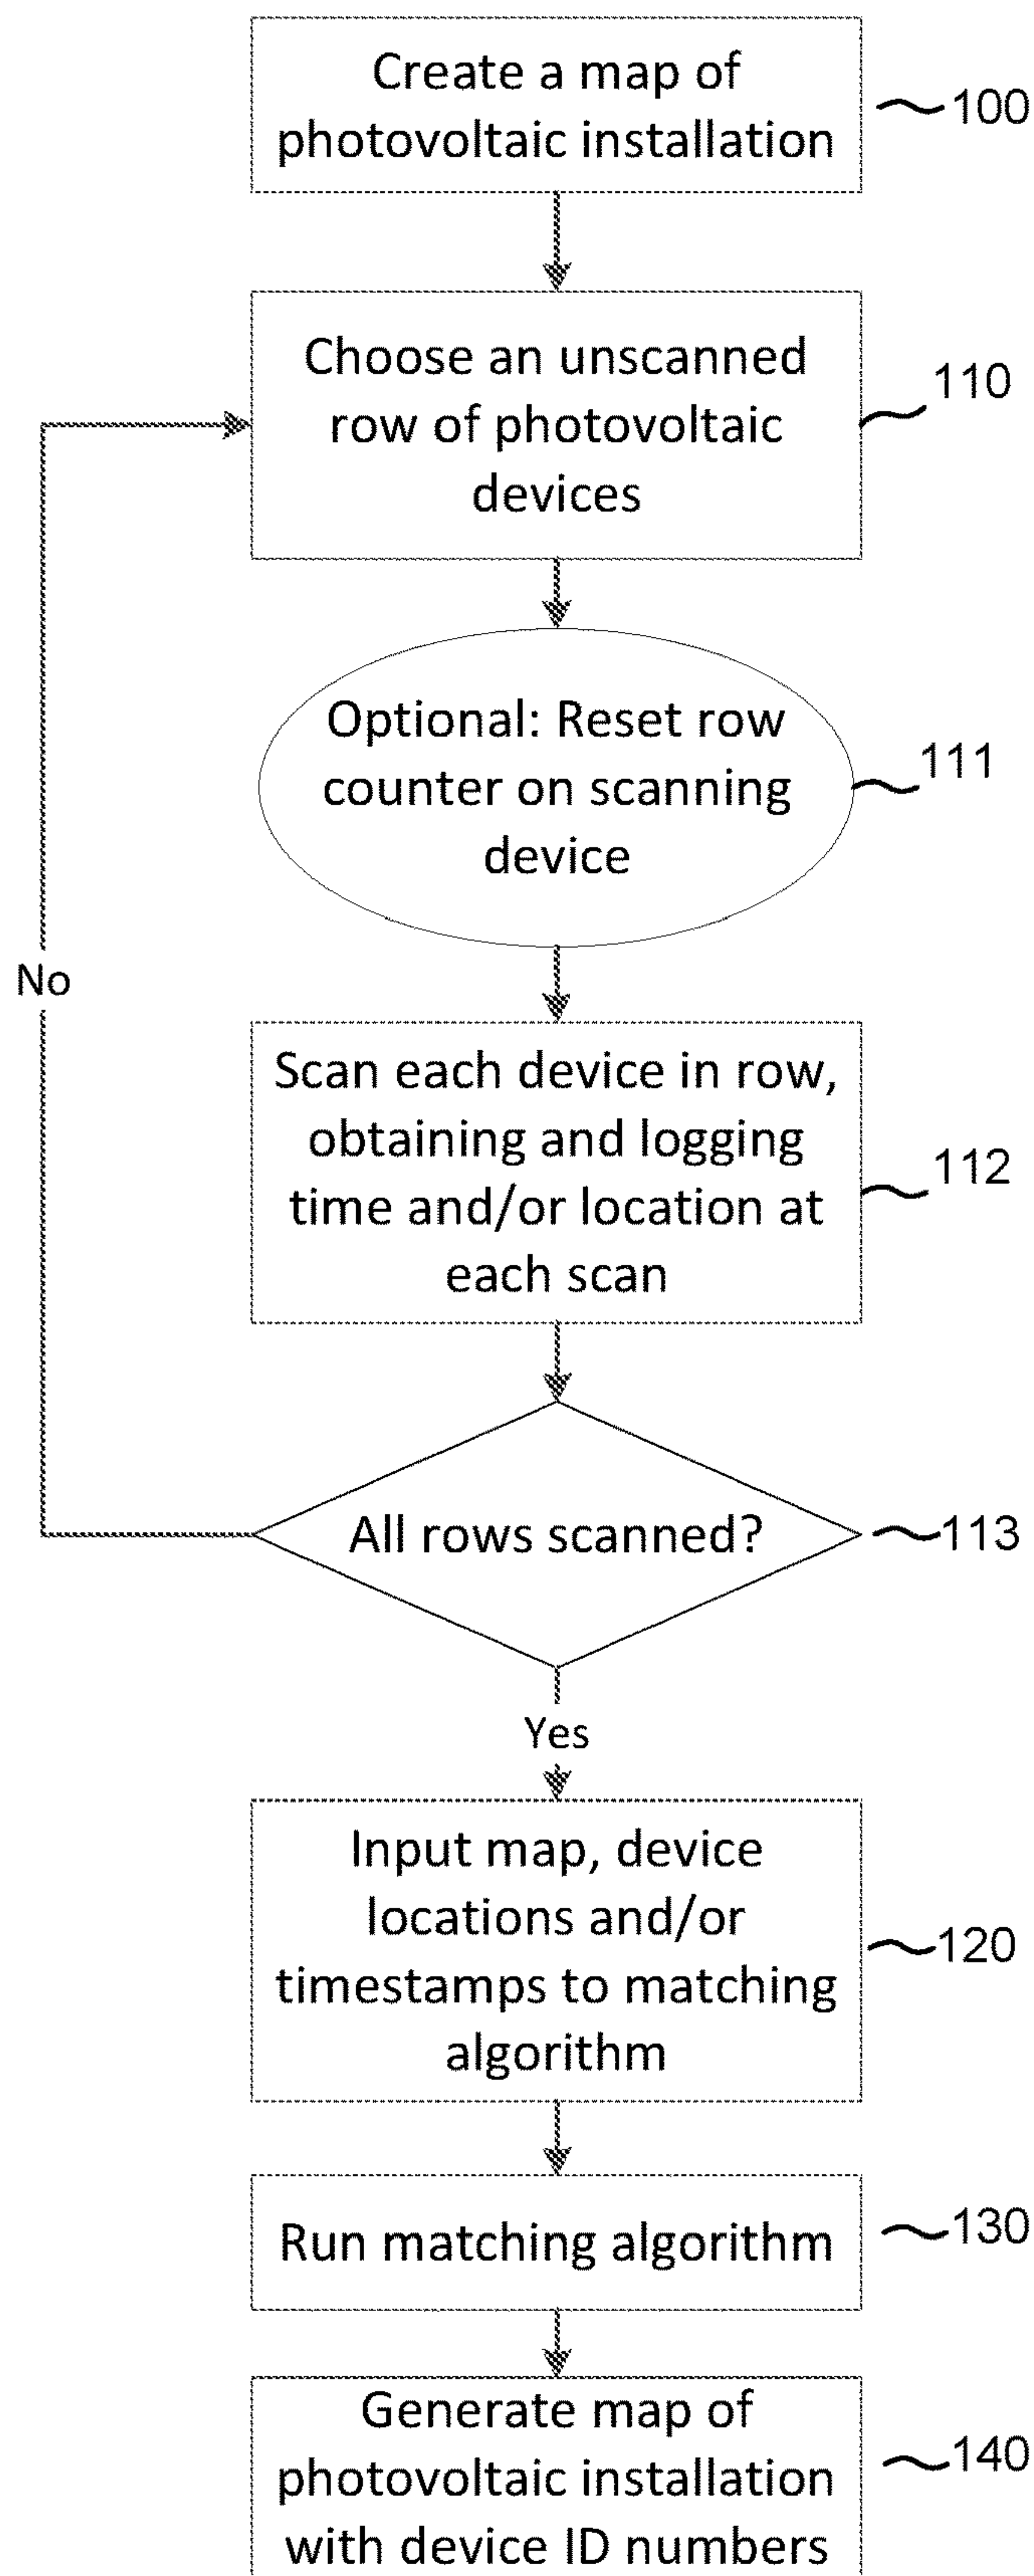 Create a map of
photovoltaic installation
100
Choose an unscanned
row of photovoltaic
devices
110
Optional: Reset row
counter on scanning
device
111
No
Scan each device in row,
obtaining and logging
time and/or location at
each scan
112
All rows scanned?
113
Yes
Input map, device
locations and/or
timestamps to matching
algorithm
120
Run matching algorithm
130
Generate map of
photovoltaic installation
with device ID numbers
140